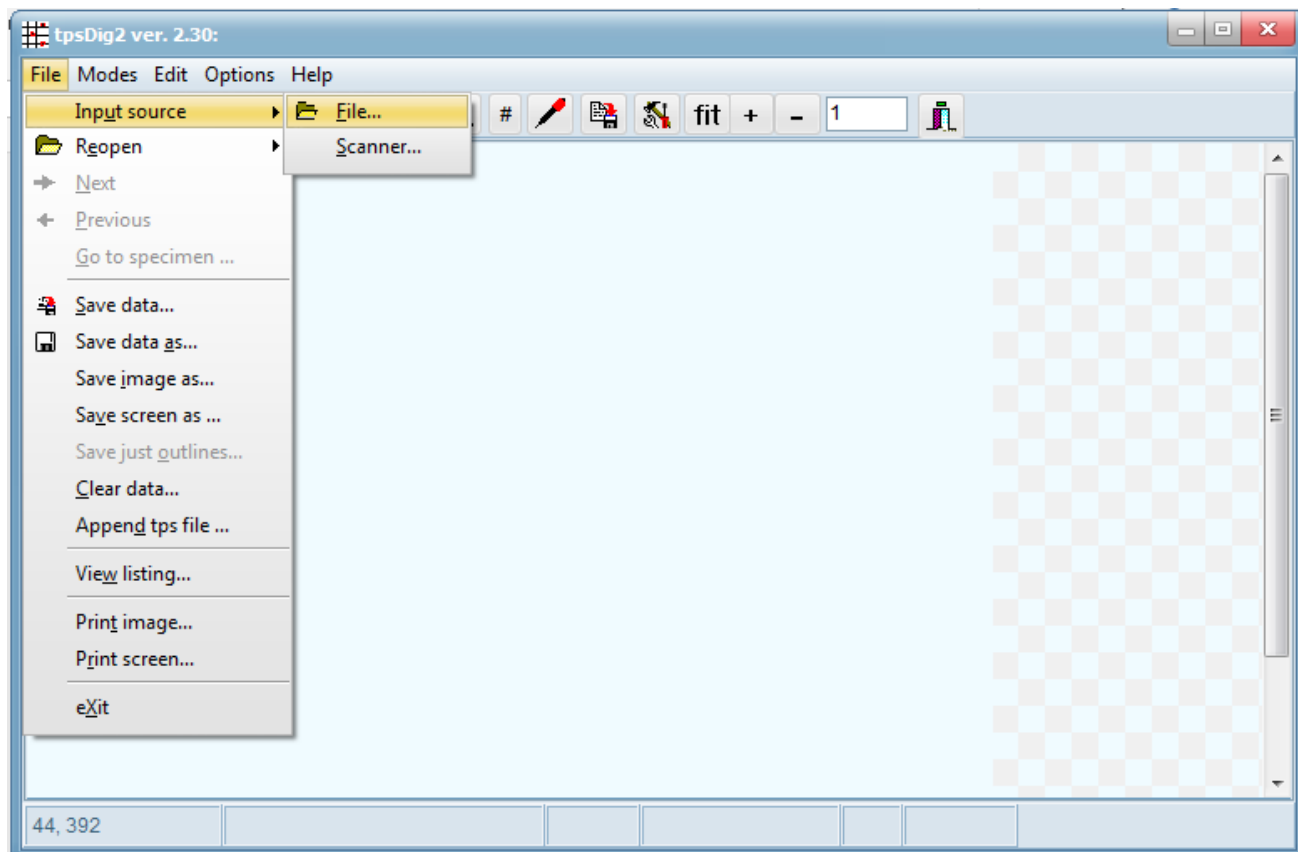 tpsDig2 ver. 2.30:
File Modes Edit Options Help
Input source File... # fit + - 1
Reopen Scanner...
Next
Previous
Go to specimen ...
Save data...
Save data as...
Save image as...
Save screen as ...
Save just outlines...
Clear data...
Append tps file ...
View listing...
Print image...
Print screen...
eXit
44, 392